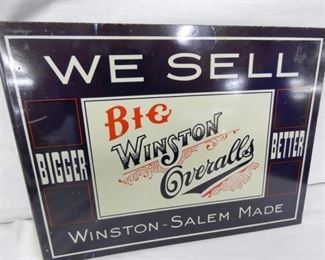 WE SELL
BIG
WINSTON
Overalls
BIGGER
BETTER
WINSTON-SALEM MADE